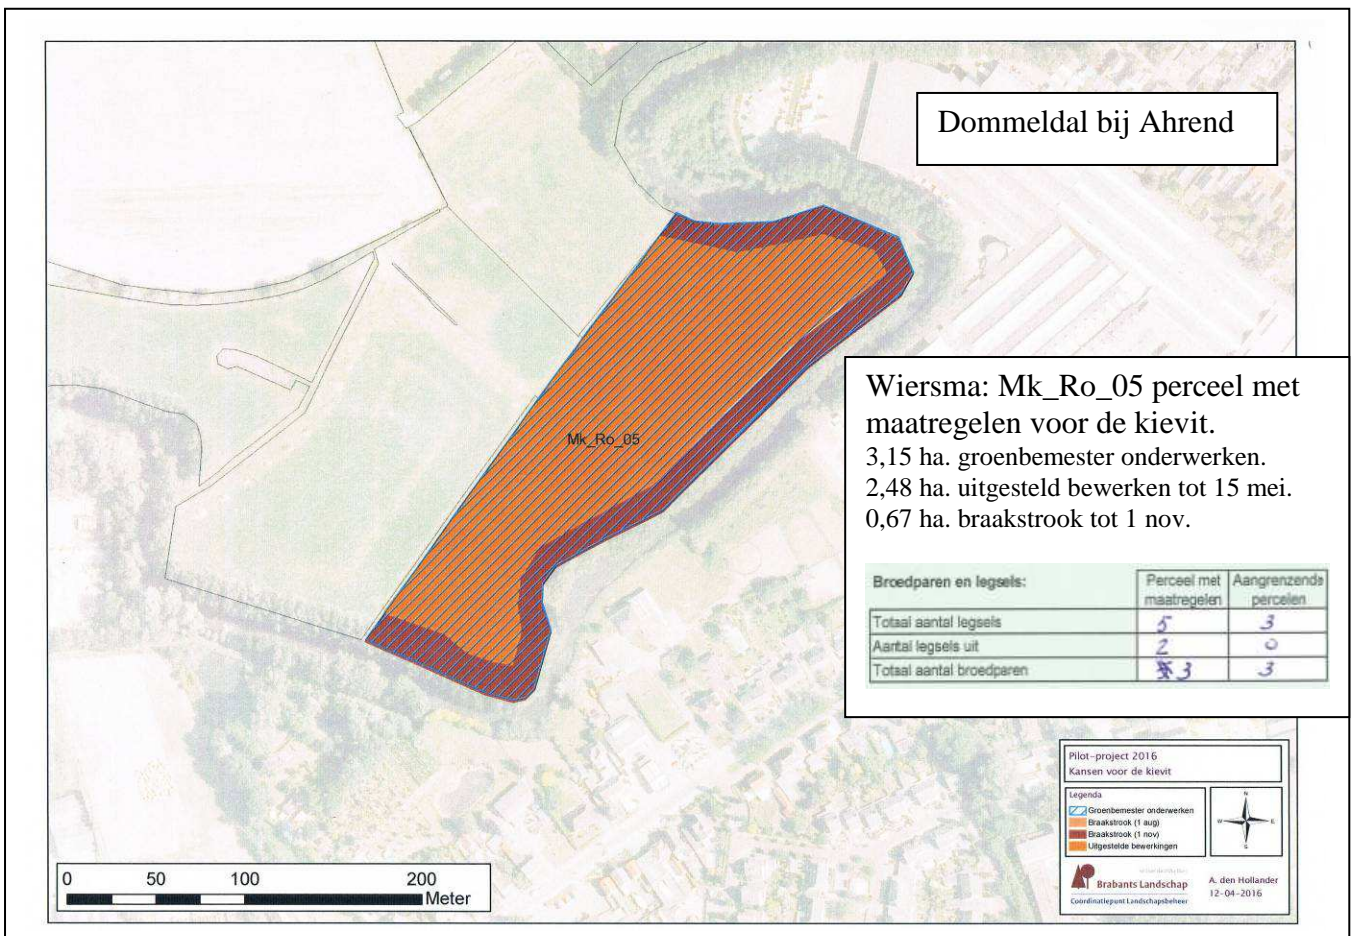 Dommeldal bij Ahrend
Wiersma: Mk_Ro_05 perceel met
maatregelen voor de kievit.
3,15 ha. groenbemester onderwerken.
2,48 ha. uitgesteld bewerken tot 15 mei.
0,67 ha. braakstrook tot 1 nov.
Mk_Ro_05
Broedparen en legsels: Perceel met maatregelen Aangrenzende percelen
Totaal aantal legsels 5 3
Aantal legsels uit 2 0
Totaal aantal broedparen 3 3
Pilot-project 2016
Kansen voor de kievit
Legenda
Groenbemester onderwerken
Braakstrook (1 aug)
Braakstrook (1 nov)
Uitgestelde bewerkingen
N
W E
S
Brabants Landschap
Coördinatiepunt Landschapsbeheer
A. den Hollander
12-04-2016
0 50 100 200
Meter